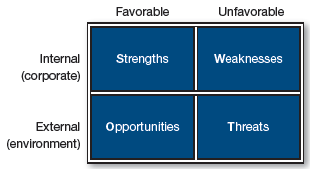 Favorable Unfavorable
Internal
(corporate)
Strengths Weaknesses
External
(environment)
Opportunities Threats